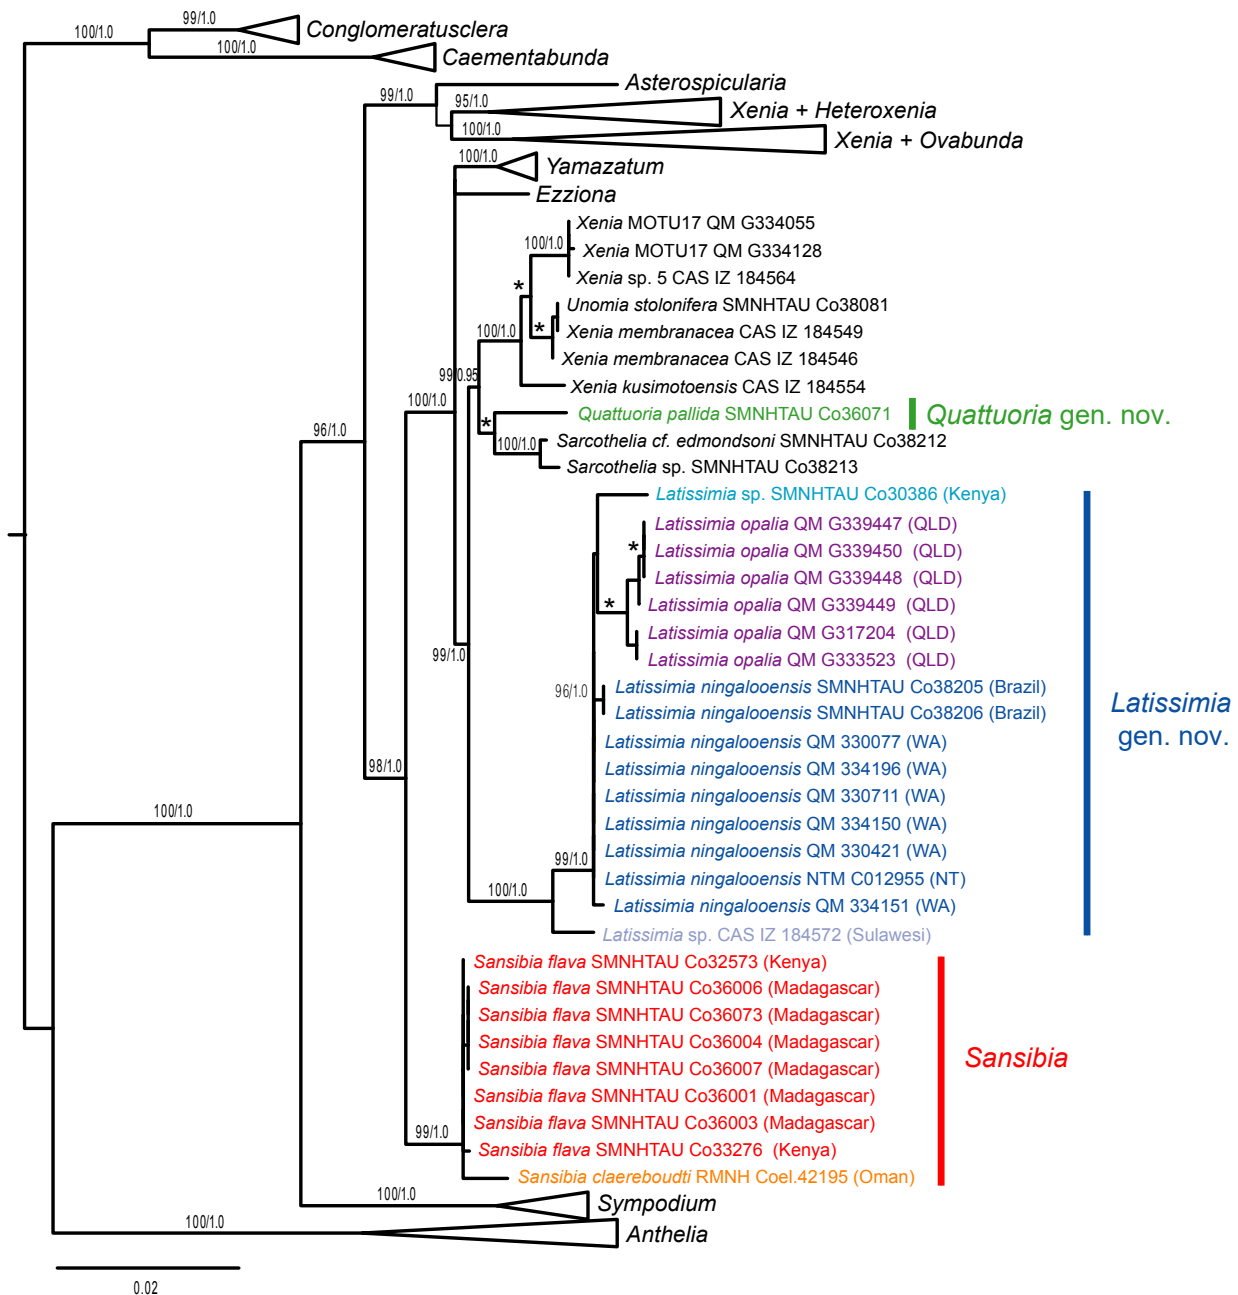 99/1.0
Conglomeratusclera
100/1.0
100/1.0
Caementabunda
Asterospicularia
99/1.0
95/1.0
Xenia + Heteroxenia
100/1.0
Xenia + Ovabunda
100/1.0
Yamazatum
Ezziona
Xenia MOTU17 QM G334055
100/1.0
Xenia MOTU17 QM G334128
Xenia sp. 5 CAS IZ 184564
*
Unomia stolonifera SMNHTAU Co38081
*
100/1.0
Xenia membranacea CAS IZ 184549
Xenia membranacea CAS IZ 184546
99/0.95
Xenia kusimotoensis CAS IZ 184554
100/1.0
*
Quattuoria pallida SMNHTAU Co36071
Quattuoria gen. nov.
96/1.0
100/1.0
Sarcothelia cf. edmondsoni SMNHTAU Co38212
Sarcothelia sp. SMNHTAU Co38213
Latissimia sp. SMNHTAU Co30386 (Kenya)
Latissimia opalia QM G339447 (QLD)
*
Latissimia opalia QM G339450 (QLD)
Latissimia opalia QM G339448 (QLD)
*
Latissimia opalia QM G339449 (QLD)
Latissimia opalia QM G317204 (QLD)
99/1.0
Latissimia opalia QM G333523 (QLD)
96/1.0
Latissimia ningalooensis SMNHTAU Co38205 (Brazil)
Latissimia
Latissimia ningalooensis SMNHTAU Co38206 (Brazil)
gen. nov.
Latissimia ningalooensis QM 330077 (WA)
98/1.0
Latissimia ningalooensis QM 334196 (WA)
Latissimia ningalooensis QM 330711 (WA)
100/1.0
Latissimia ningalooensis QM 334150 (WA)
Latissimia ningalooensis QM 330421 (WA)
99/1.0
Latissimia ningalooensis NTM C012955 (NT)
100/1.0
Latissimia ningalooensis QM 334151 (WA)
Latissimia sp. CAS IZ 184572 (Sulawesi)
Sansibia flava SMNHTAU Co32573 (Kenya)
Sansibia flava SMNHTAU Co36006 (Madagascar)
Sansibia flava SMNHTAU Co36073 (Madagascar)
Sansibia flava SMNHTAU Co36004 (Madagascar)
Sansibia
Sansibia flava SMNHTAU Co36007 (Madagascar)
Sansibia flava SMNHTAU Co36001 (Madagascar)
Sansibia flava SMNHTAU Co36003 (Madagascar)
99/1.0
Sansibia flava SMNHTAU Co33276 (Kenya)
Sansibia claereboudti RMNH Coel.42195 (Oman)
100/1.0
Sympodium
100/1.0
Anthelia
0.02